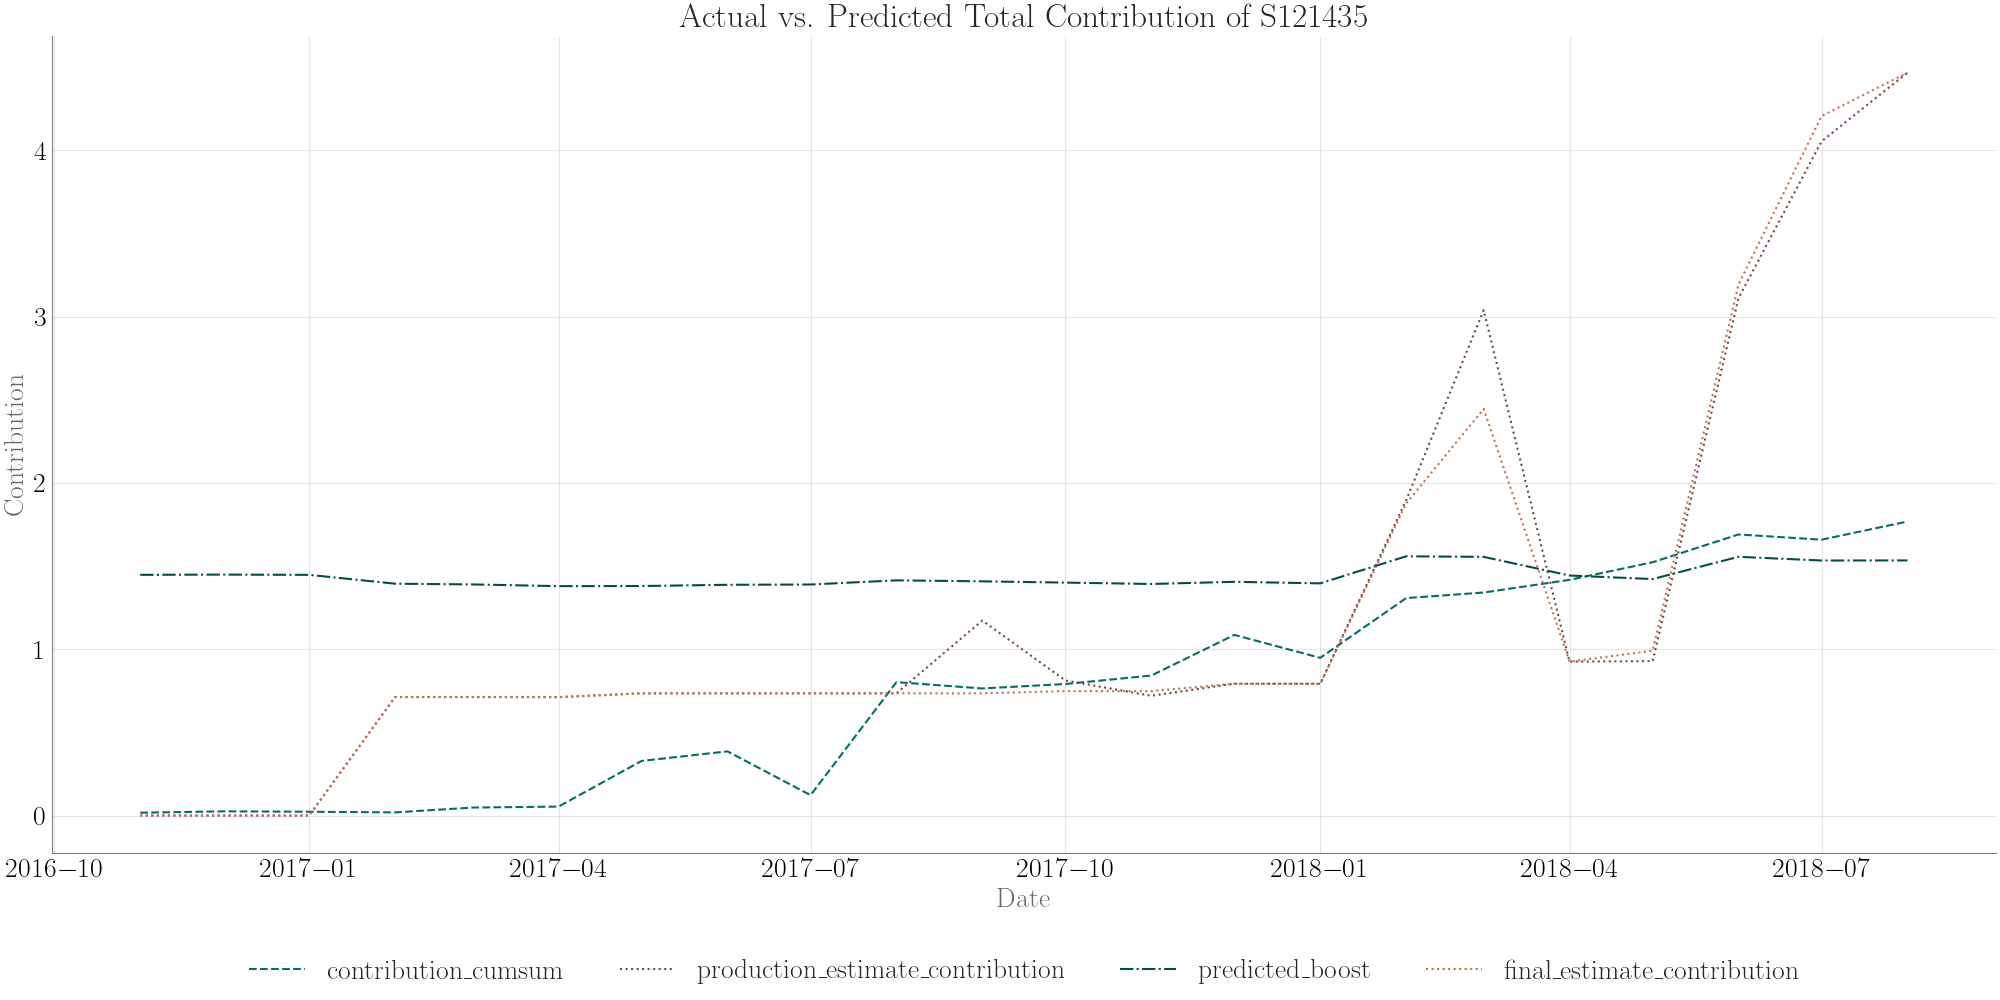 Actual vs. Predicted Total Contribution of S121435
Contribution
4
3
2
1
0
2016−10 2017−01 2017−04 2017−07 2017−10 2018−01 2018−04 2018−07
Date
contribution_cumsum production_estimate_contribution predicted_boost final_estimate_contribution